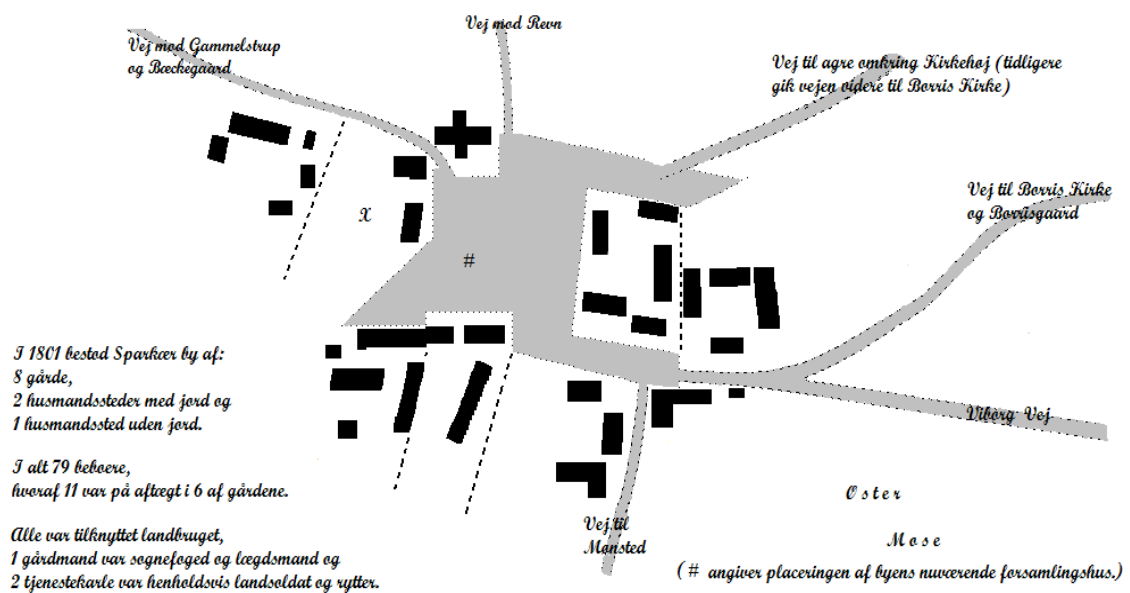 Vej mod Revn
Vej mod Gammelstrup
og Bæckegaard
Vej til agre omkring Kirkehøj (tidligere
gik vejen videre til Borris Kirke)
Vej til Borris Kirke
og Borrisgaard
X
#
I 1801 bestod Sparkær by af:
8 gårde,
2 husmandssteder med jord og
1 husmandssted uden jord.
I alt 79 beboere,
hvoraf 11 var på aftægt i 6 af gårdene.
Alle var tilknyttet landbruget,
1 gårdmand var sognefoged og lægdsmand og
2 tjenestekarle var henholdsvis landsoldat og rytter.
Viborg Vej
Vej til
Mønsted
Oster
Mose
(# angiver placeringen af byens nuværende forsamlingshus.)